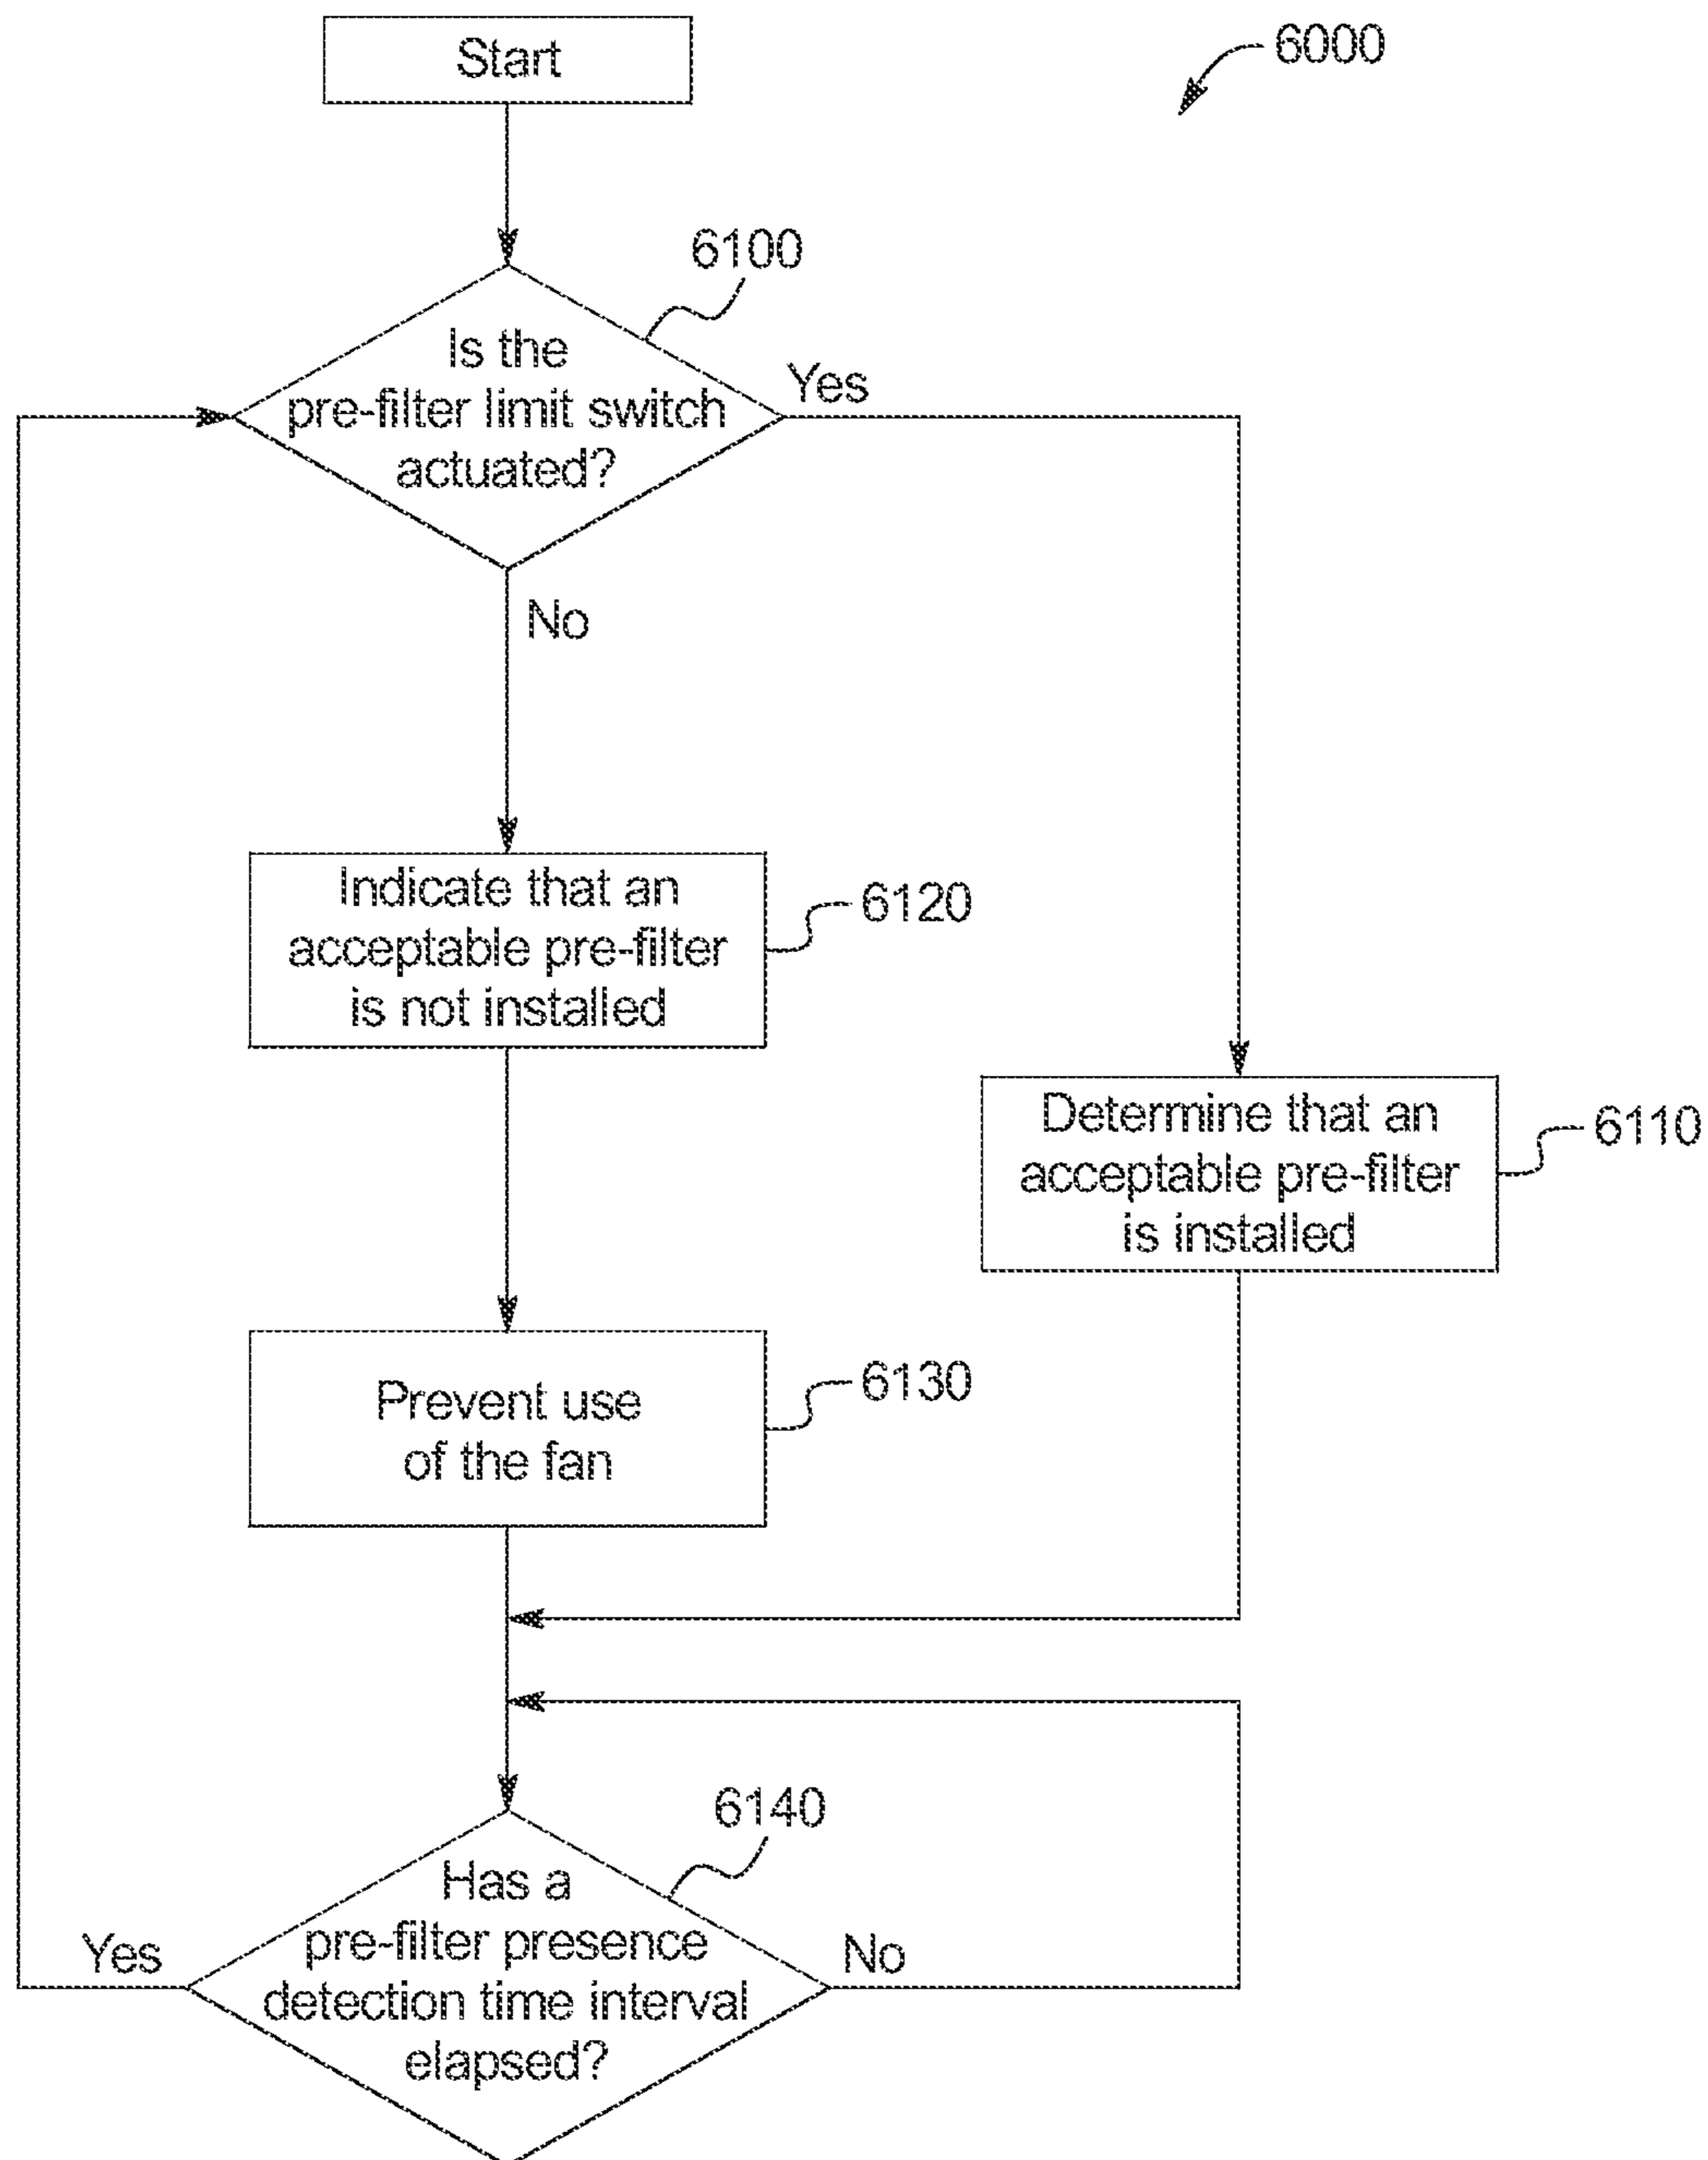 Start
6000
6100
Is the
pre-filter limit switch
actuated?
Yes
No
Indicate that an
acceptable pre-filter
is not installed
6120
Determine that an
acceptable pre-filter
is installed
6110
Prevent use
of the fan
6130
6140
Has a
pre-filter presence
detection time interval
elapsed?
Yes
No